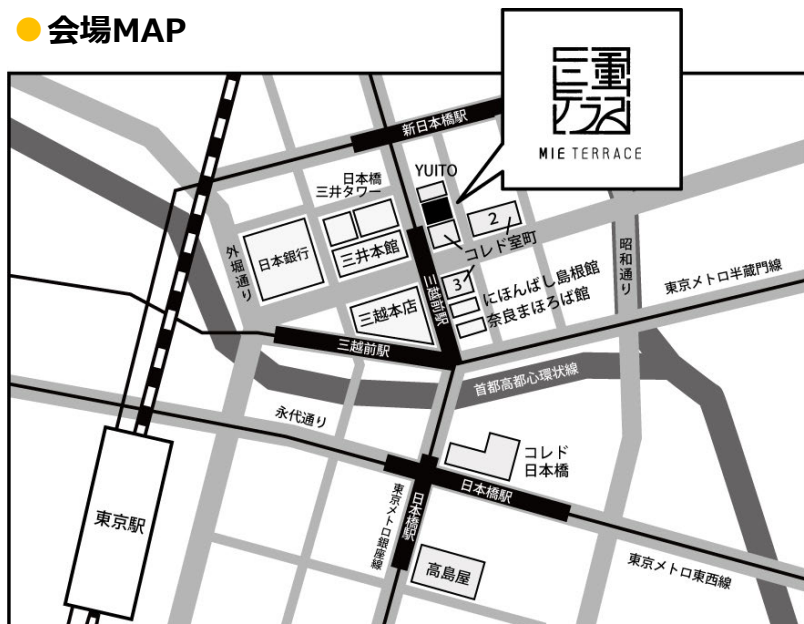 会場MAP
三重
テラス
MIE TERRACE
新日本橋駅
YUITO
日本橋
三井タワー
2
コレド室町
外堀通り
日本銀行
三井本館
昭和通り
三越前駅
3
にほんばし島根館
奈良まほろば館
東京メトロ半蔵門線
三越本店
三越前駅
首都高都心環状線
永代通り
コレド
日本橋
日本橋駅
東京駅
東京メトロ銀座線
日本橋駅
高島屋
東京メトロ東西線